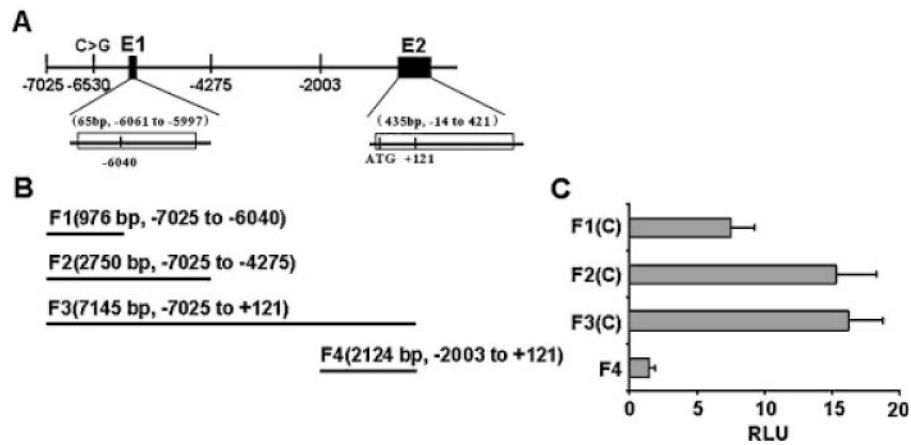 A
C>G E1 E2
-7025 -6530 -4275 -2003
(65bp, -6061 to -5997) (435bp, -14 to 421)
-6040 ATG +121
B
F1(976 bp, -7025 to -6040)
F2(2750 bp, -7025 to -4275)
F3(7145 bp, -7025 to +121)
F4(2124 bp, -2003 to +121)
C
F1(C)
F2(C)
F3(C)
F4
0 5 10 15 20
RLU